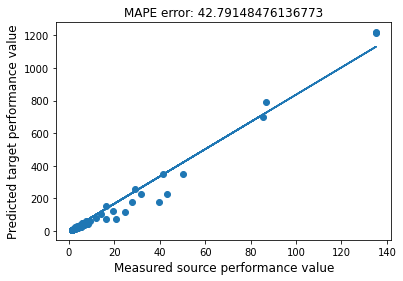 MAPE error: 42.79148476136773
Predicted target performance value
1200
1000
800
600
400
200
0
0 20 40 60 80 100 120 140
Measured source performance value